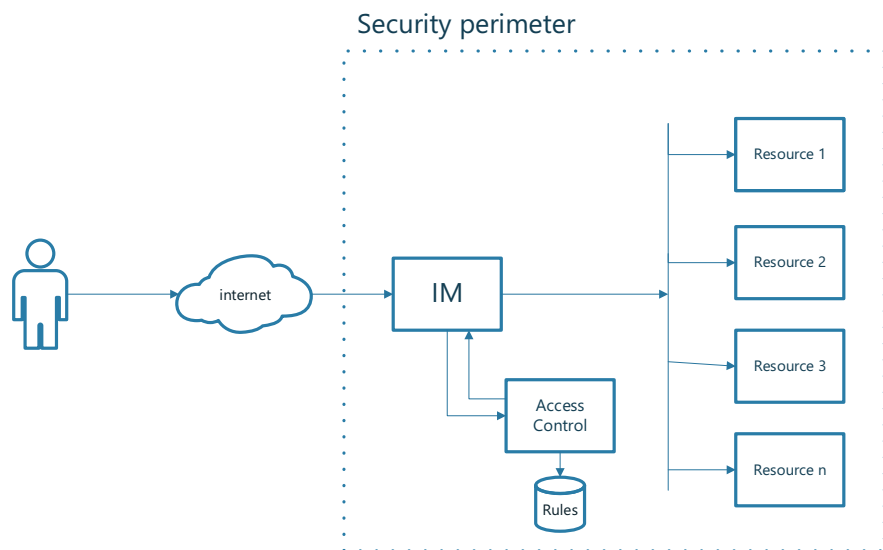 Security perimeter
Resource 1
Resource 2
internet
IM
Resource 3
Access
Control
Resource n
Rules